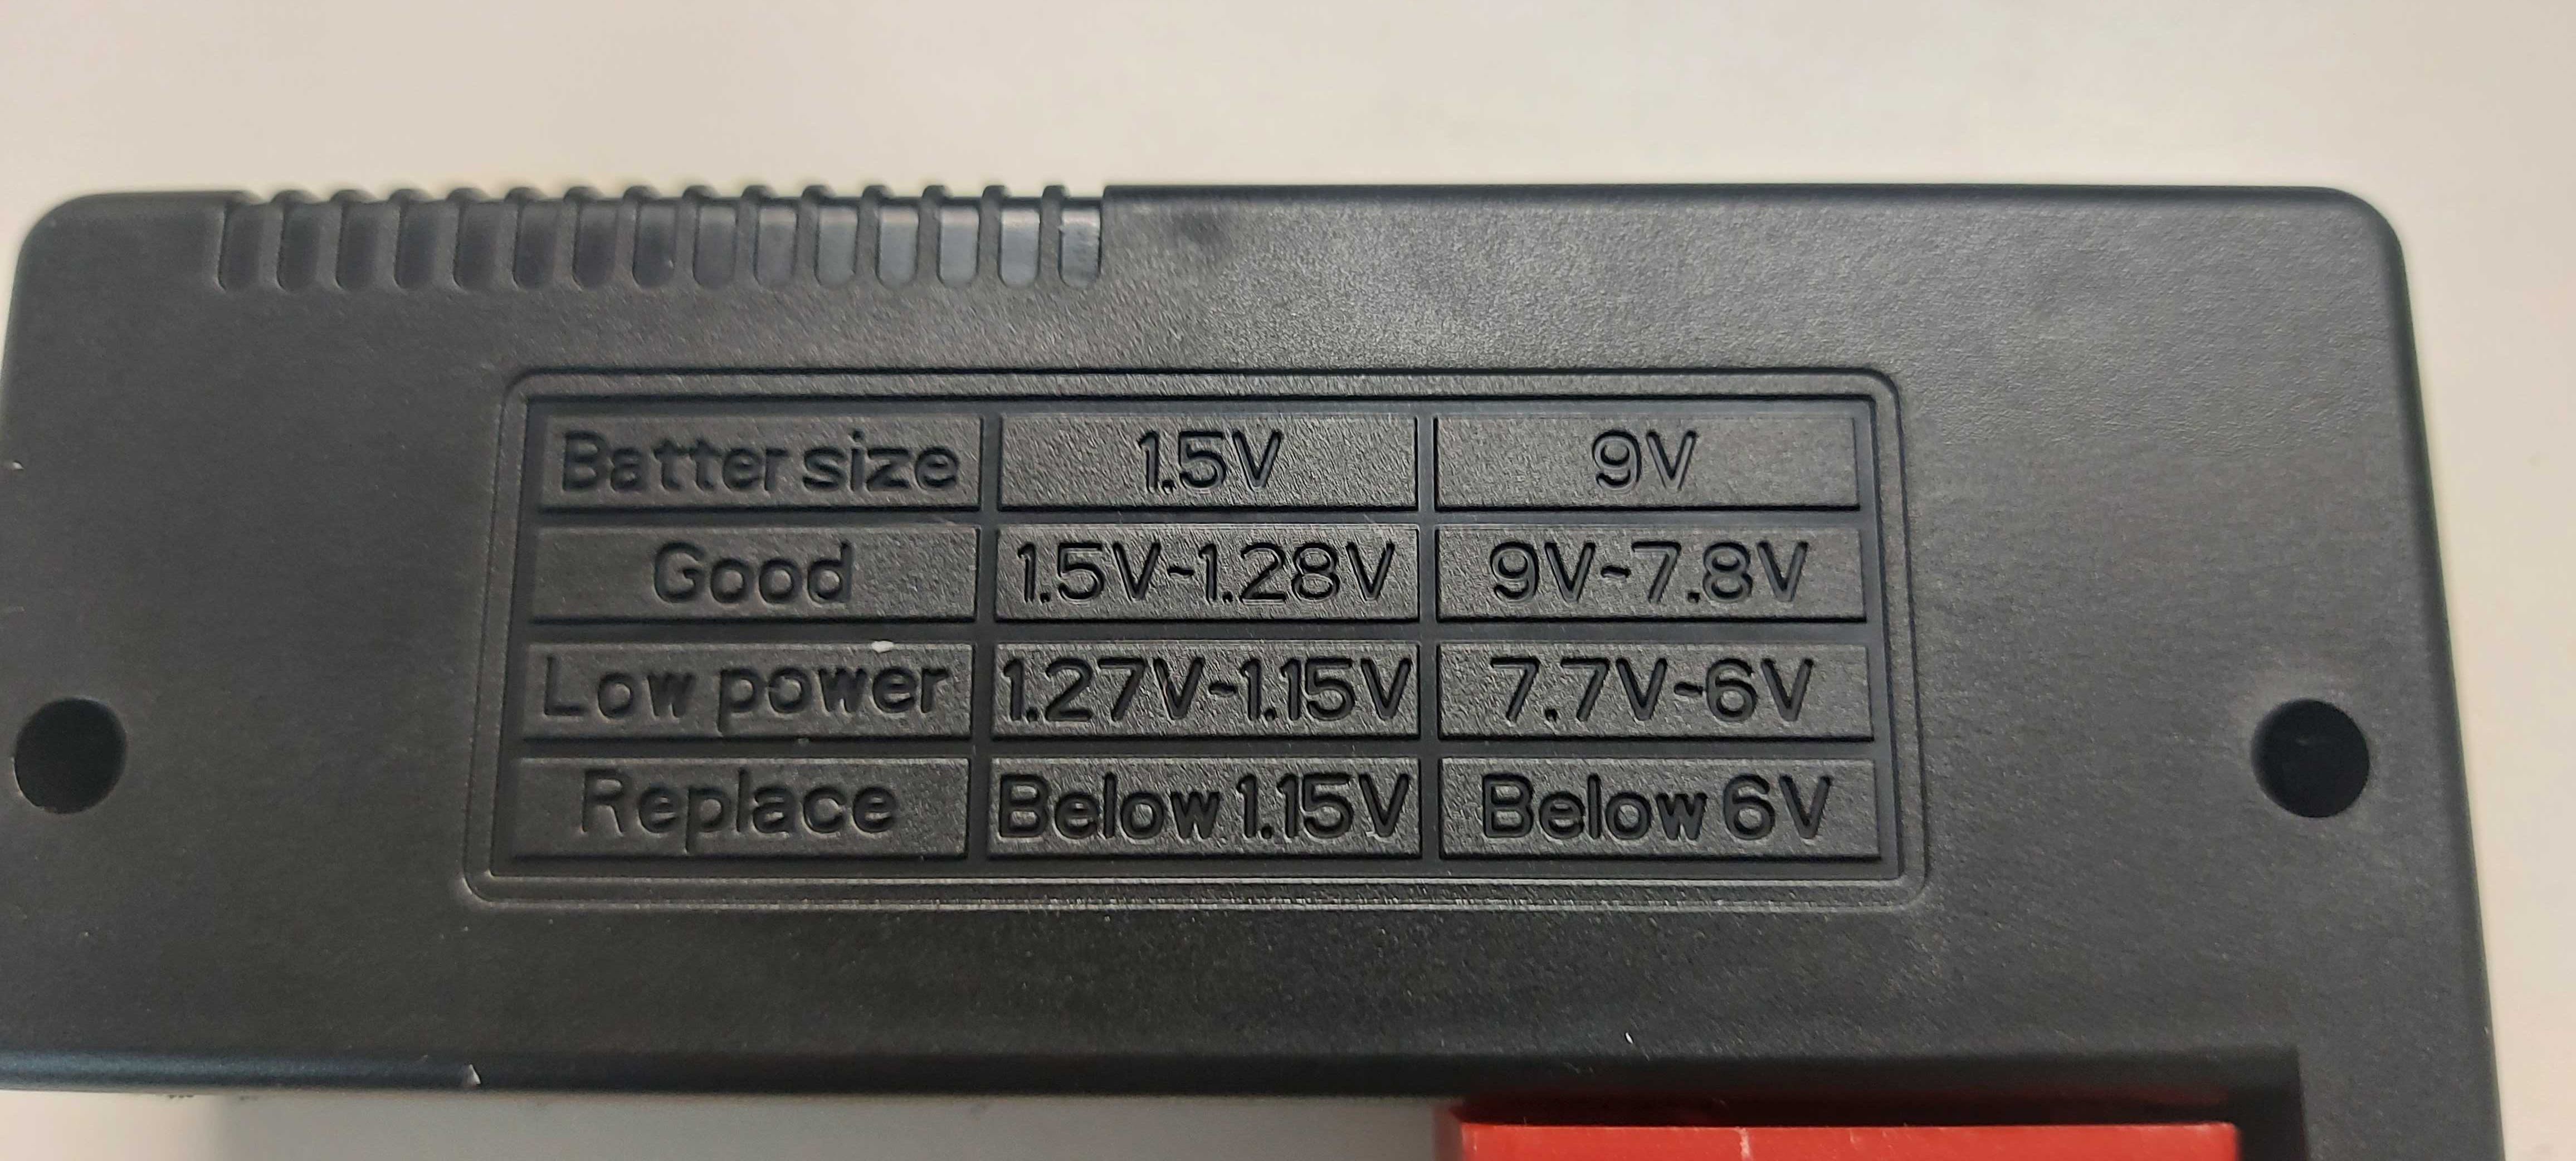 Batter size 1.5V 9V
Good 1.5V~1.28V 9V~7.8V
Low power 1.27V~1.15V 7.7V~6V
Replace Below 1.15V Below 6V